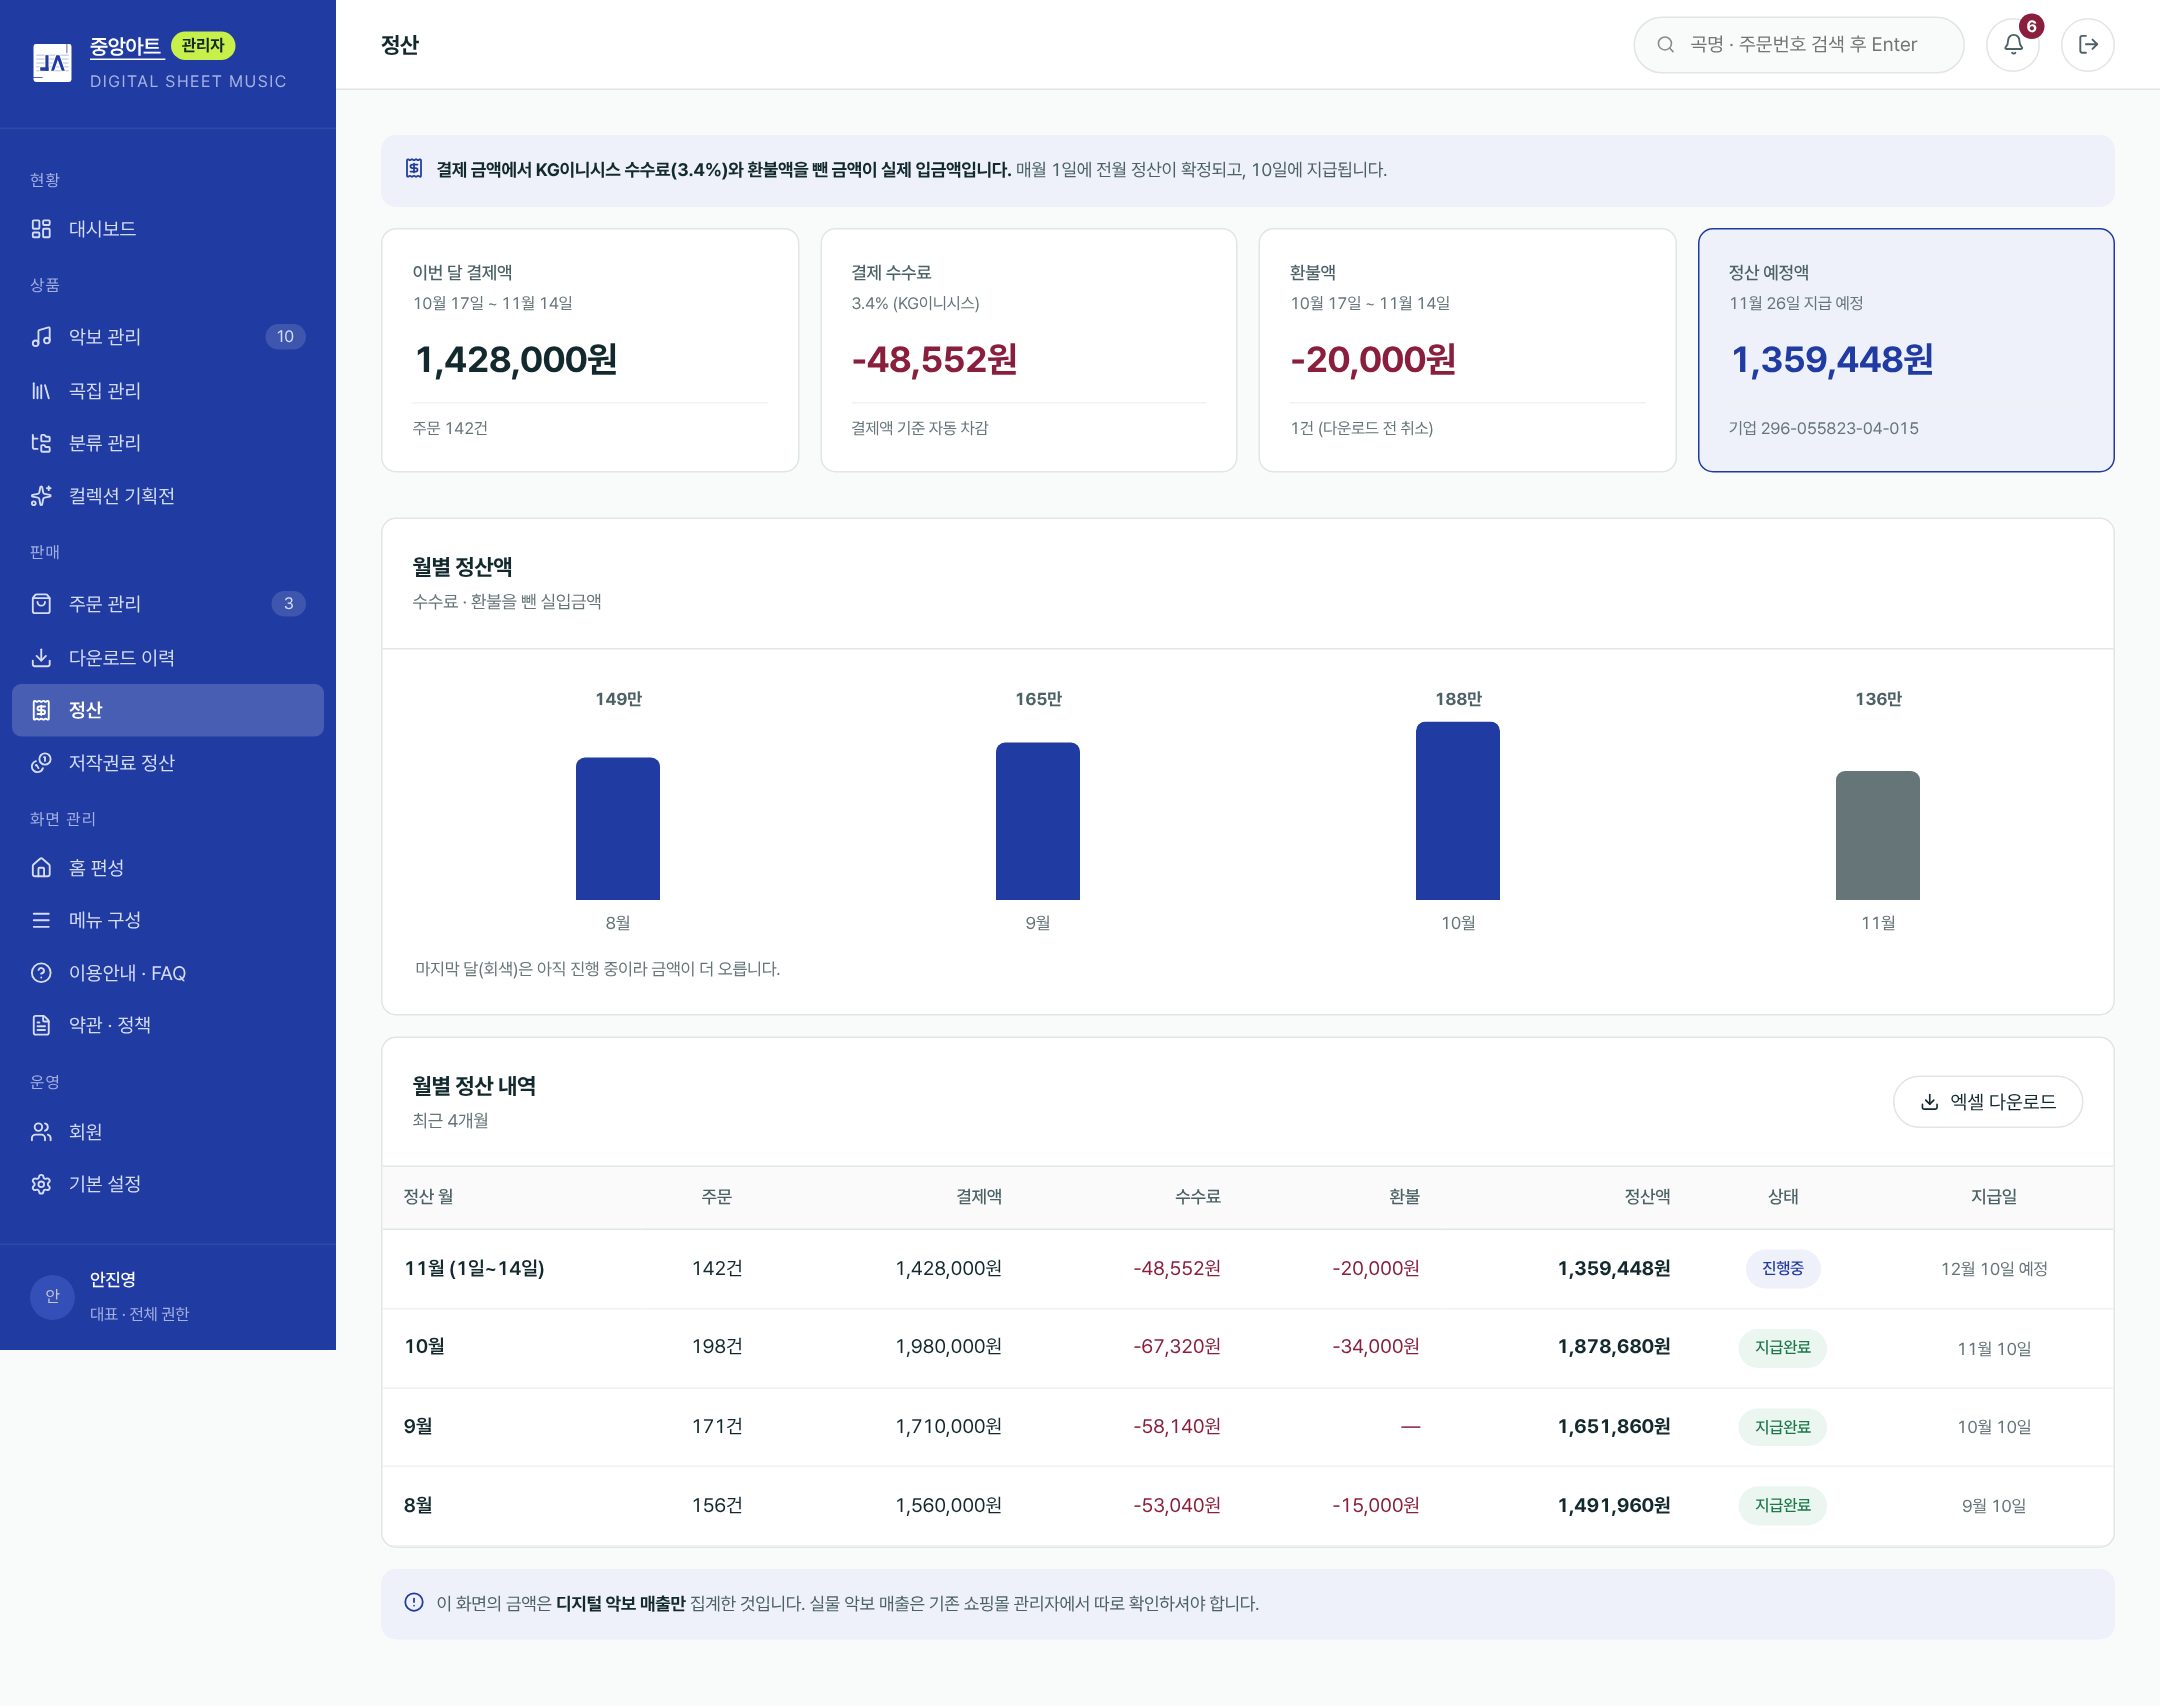 중앙아트 관리자
DIGITAL SHEET MUSIC
현황
대시보드
상품
악보 관리 10
곡집 관리
분류 관리
컬렉션 기획전
판매
주문 관리 3
다운로드 이력
정산
저작권료 정산
화면 관리
홈 편성
메뉴 구성
이용안내 · FAQ
약관 · 정책
운영
회원
기본 설정
안 안진영
대표 · 전체 권한
정산
곡명 · 주문번호 검색 후 Enter
6
결제 금액에서 KG이니시스 수수료(3.4%)와 환불액을 뺀 금액이 실제 입금액입니다. 매월 1일에 전월 정산이 확정되고, 10일에 지급됩니다.
이번 달 결제액
10월 17일 ~ 11월 14일
1,428,000원
주문 142건
결제 수수료
3.4% (KG이니시스)
-48,552원
결제액 기준 자동 차감
환불액
10월 17일 ~ 11월 14일
-20,000원
1건 (다운로드 전 취소)
정산 예정액
11월 26일 지급 예정
1,359,448원
기업 296-055823-04-015
월별 정산액
수수료 · 환불을 뺀 실입금액
149만 165만 188만 136만
8월 9월 10월 11월
마지막 달(회색)은 아직 진행 중이라 금액이 더 오릅니다.
월별 정산 내역
최근 4개월
엑셀 다운로드
정산 월 주문 결제액 수수료 환불 정산액 상태 지급일
11월 (1일~14일) 142건 1,428,000원 -48,552원 -20,000원 1,359,448원 진행중 12월 10일 예정
10월 198건 1,980,000원 -67,320원 -34,000원 1,878,680원 지급완료 11월 10일
9월 171건 1,710,000원 -58,140원 — 1,651,860원 지급완료 10월 10일
8월 156건 1,560,000원 -53,040원 -15,000원 1,491,960원 지급완료 9월 10일
이 화면의 금액은 디지털 악보 매출만 집계한 것입니다. 실물 악보 매출은 기존 쇼핑몰 관리자에서 따로 확인하셔야 합니다.